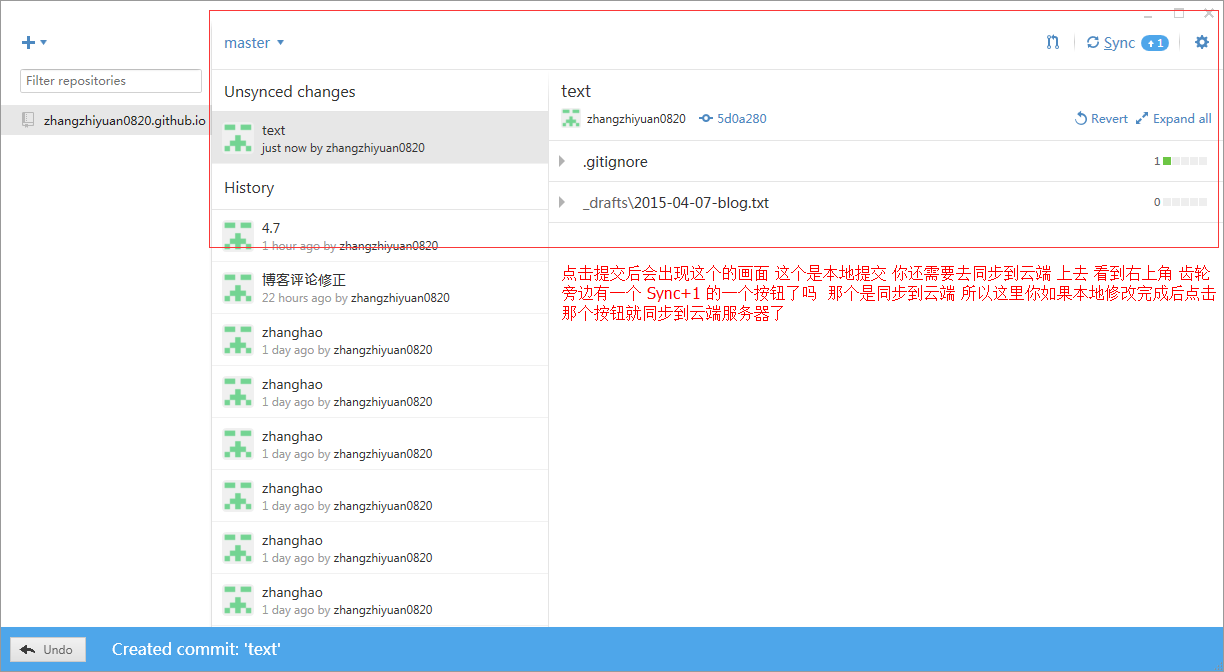 master
Sync 1
Filter repositories
zhangzhiyuan0820.github.io
Unsynced changes
text
just now by zhangzhiyuan0820
History
4.7
1 hour ago by zhangzhiyuan0820
博客评论修正
22 hours ago by zhangzhiyuan0820
zhanghao
1 day ago by zhangzhiyuan0820
zhanghao
1 day ago by zhangzhiyuan0820
zhanghao
1 day ago by zhangzhiyuan0820
zhanghao
1 day ago by zhangzhiyuan0820
zhanghao
1 day ago by zhangzhiyuan0820
zhanghao
1 day ago by zhangzhiyuan0820
text
zhangzhiyuan0820 5d0a280
Revert Expand all
.gitignore 1
_drafts\2015-04-07-blog.txt 0
点击提交后会出现这个的画面 这个是本地提交 你还需要去同步到云端 上去 看到右上角 齿轮
旁边有一个 Sync+1 的一个按钮了吗 那个是同步到云端 所以这里你如果本地修改完成后点击
那个按钮就同步到云端服务器了
Undo
Created commit: 'text'